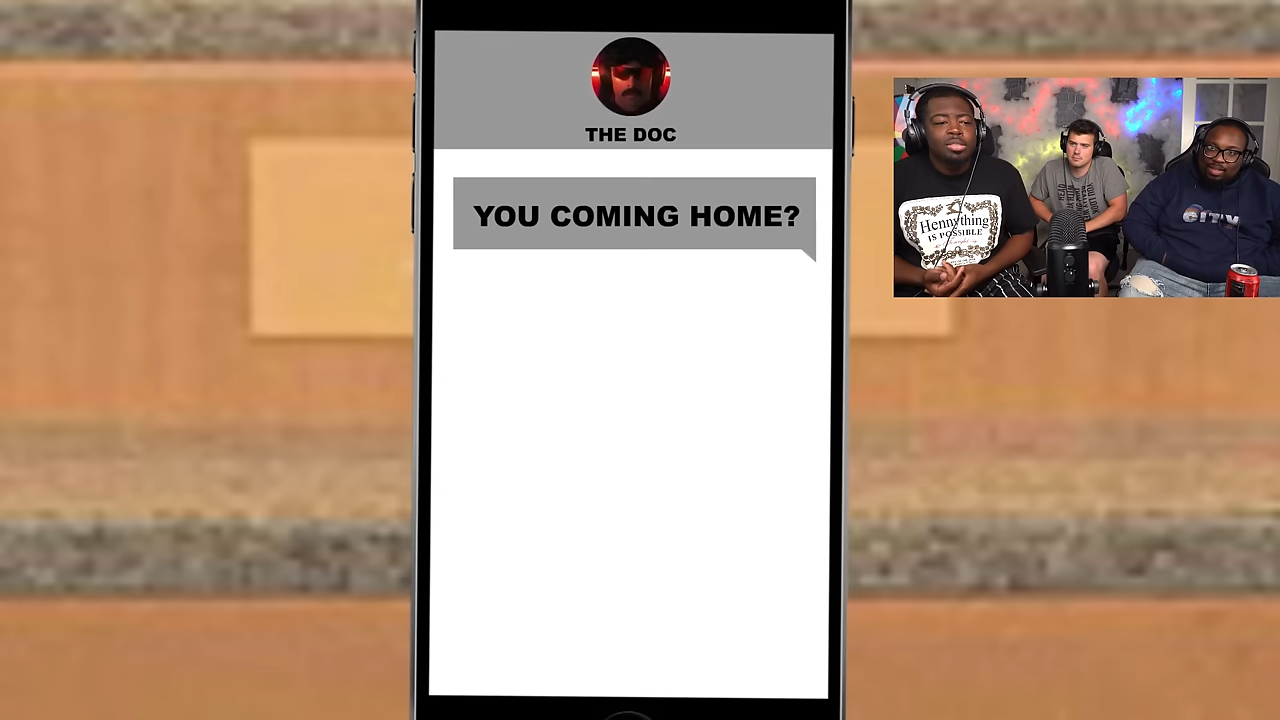 THE DOC
YOU COMING HOME?
Hennything
IS POSSIBLE
CITY